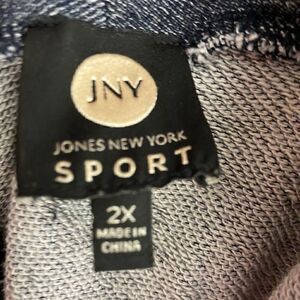 JNY
JONES NEW YORK
SPORT
2X
MADE IN
CHINA